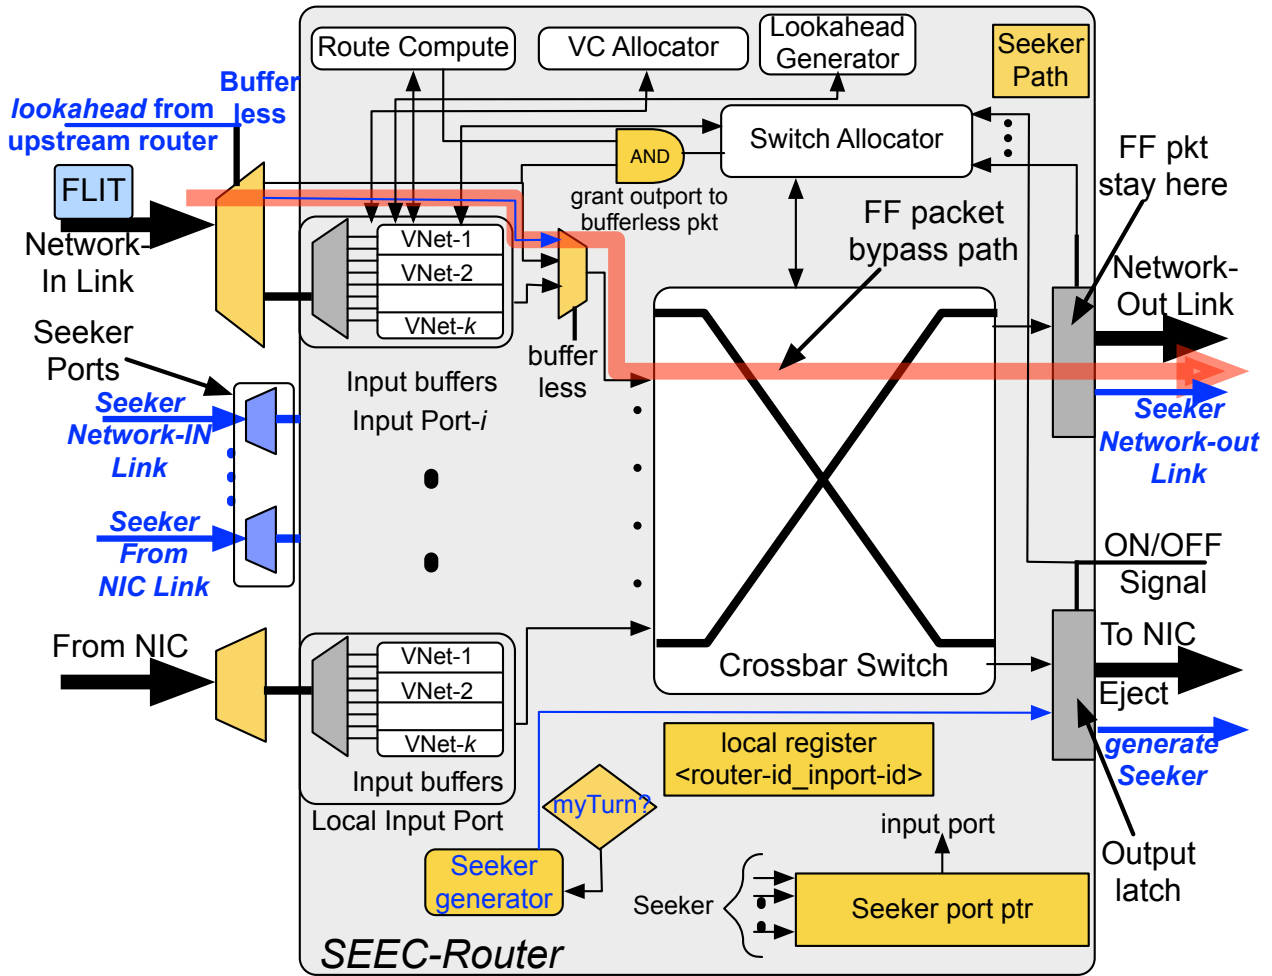 Route Compute
VC Allocator
Lookahead
Generator
Seeker
Path
Buffer
less
lookahead from
upstream router
FLIT
Network-
In Link
Switch Allocator
AND
grant outport to
bufferless pkt
FF pkt
stay here
FF packet
bypass path
Network-
Out Link
VNet-1
VNet-2
VNet-k
Seeker
Ports
buffer
less
Input buffers
Input Port-i
Seeker
Network-IN
Link
Seeker
Network-out
Link
Seeker
From
NIC Link
ON/OFF
Signal
From NIC
VNet-1
VNet-2
VNet-k
Crossbar Switch
To NIC
Eject
generate
Seeker
Input buffers
Local Input Port
local register
<router-id_inport-id>
myTurn?
Seeker
generator
input port
Seeker
Seeker port ptr
Output
latch
SEEC-Router